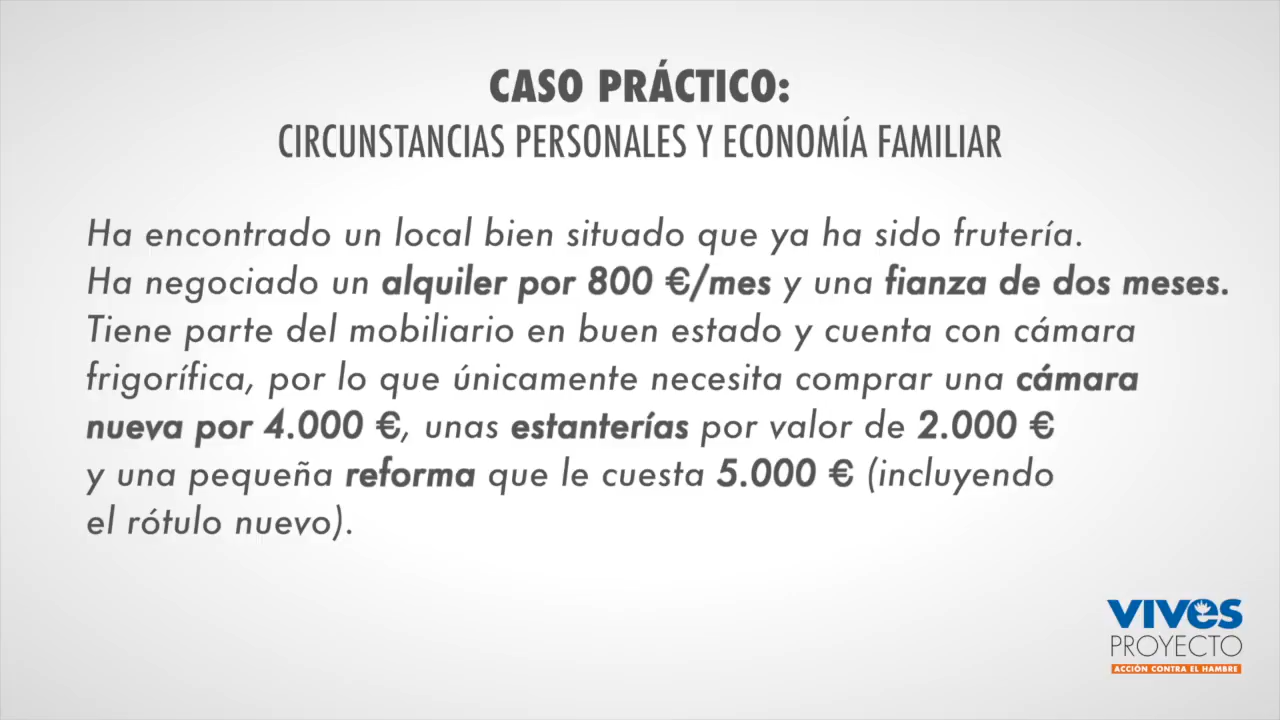 CASO PRÁCTICO:
CIRCUNSTANCIAS PERSONALES Y ECONOMÍA FAMILIAR
Ha encontrado un local bien situado que ya ha sido frutería.
Ha negociado un alquiler por 800 €/mes y una fianza de dos meses.
Tiene parte del mobiliario en buen estado y cuenta con cámara
frigorífica, por lo que únicamente necesita comprar una cámara
nueva por 4.000 €, unas estanterías por valor de 2.000 €
y una pequeña reforma que le cuesta 5.000 € (incluyendo
el rótulo nuevo).
VIVES
PROYECTO
ACCIÓN CONTRA EL HAMBRE